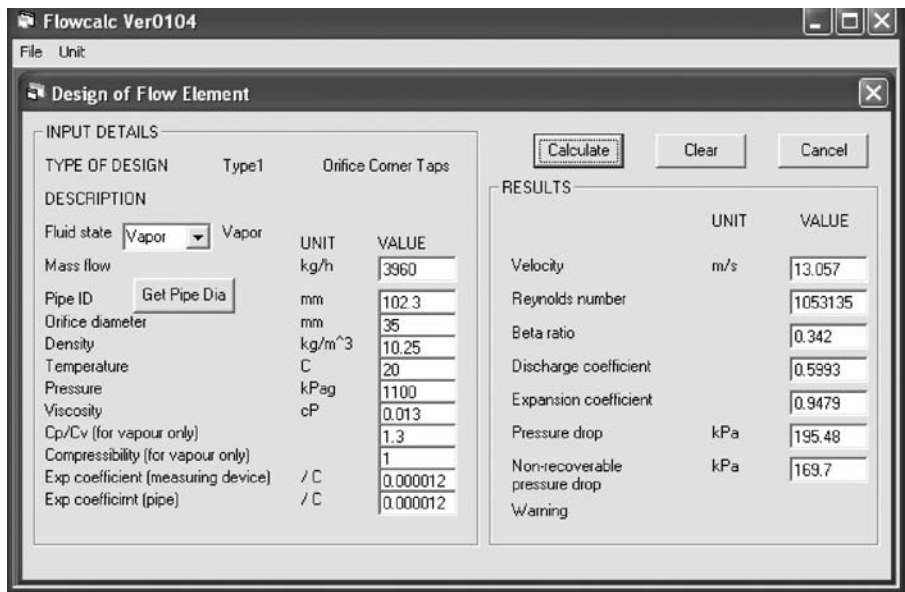 Flowcalc Ver0104
File Unit
Design of Flow Element
INPUT DETAILS
TYPE OF DESIGN Type1 Orifice Corner Taps
DESCRIPTION
Fluid state Vapor Vapor
UNIT VALUE
Mass flow kg/h 3960
Pipe ID Get Pipe Dia mm 102.3
Orifice diameter mm 35
Density kg/m^3 10.25
Temperature C 20
Pressure kPag 1100
Viscosity cP 0.013
Cp/Cv (for vapour only) 1.3
Compressibility (for vapour only) 1
Exp coefficient (measuring device) / C 0.000012
Exp coefficirnt (pipe) / C 0.000012
Calculate Clear Cancel
RESULTS
UNIT VALUE
Velocity m/s 13.057
Reynolds number 1053135
Beta ratio 0.342
Discharge coefficient 0.5993
Expansion coefficient 0.9479
Pressure drop kPa 195.48
Non-recoverable kPa 169.7
pressure drop
Warning